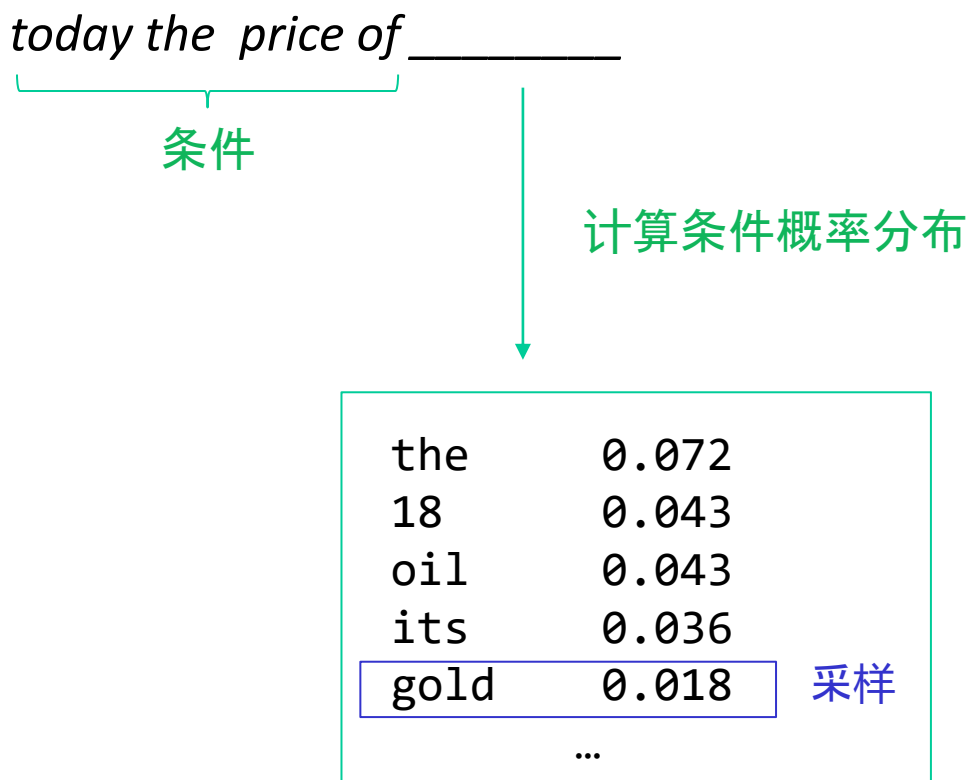 today the price of ________
条件
计算条件概率分布
the 0.072
18 0.043
oil 0.043
its 0.036
gold 0.018 采样
…